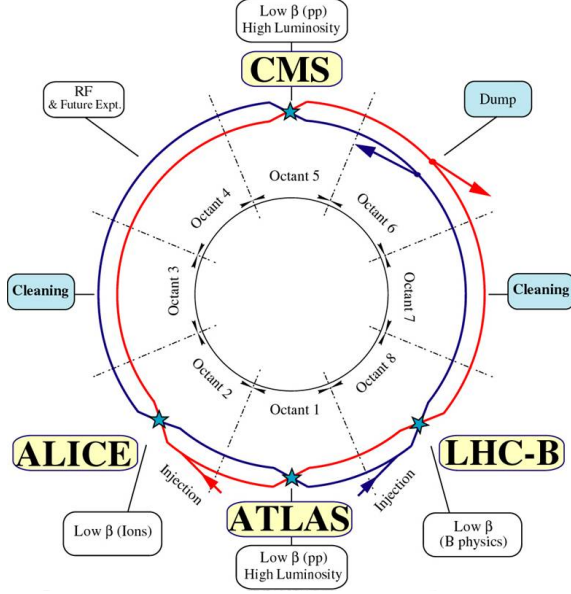 Low β (pp)
High Luminosity
CMS
RF
& Future Expt.
Dump
Octant 5
Octant 4
Octant 6
Cleaning
Octant 3
Octant 7
Cleaning
Octant 2
Octant 8
Octant 1
ALICE
LHC-B
Injection
ATLAS
Injection
Low β (Ions)
Low β
(B physics)
Low β (pp)
High Luminosity